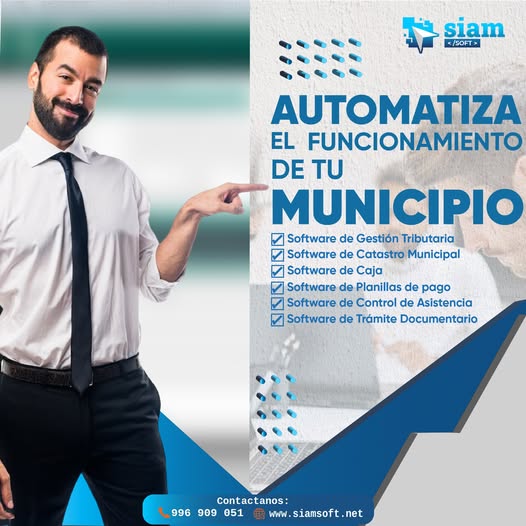 siam
< /SOFT >
AUTOMATIZA
EL FUNCIONAMIENTO
DE TU
MUNICIPIO
Software de Gestión Tributaria
Software de Catastro Municipal
Software de Caja
Software de Planillas de pago
Software de Control de Asistencia
Software de Trámite Documentario
Contactanos:
996 909 051 www.siamsoft.net